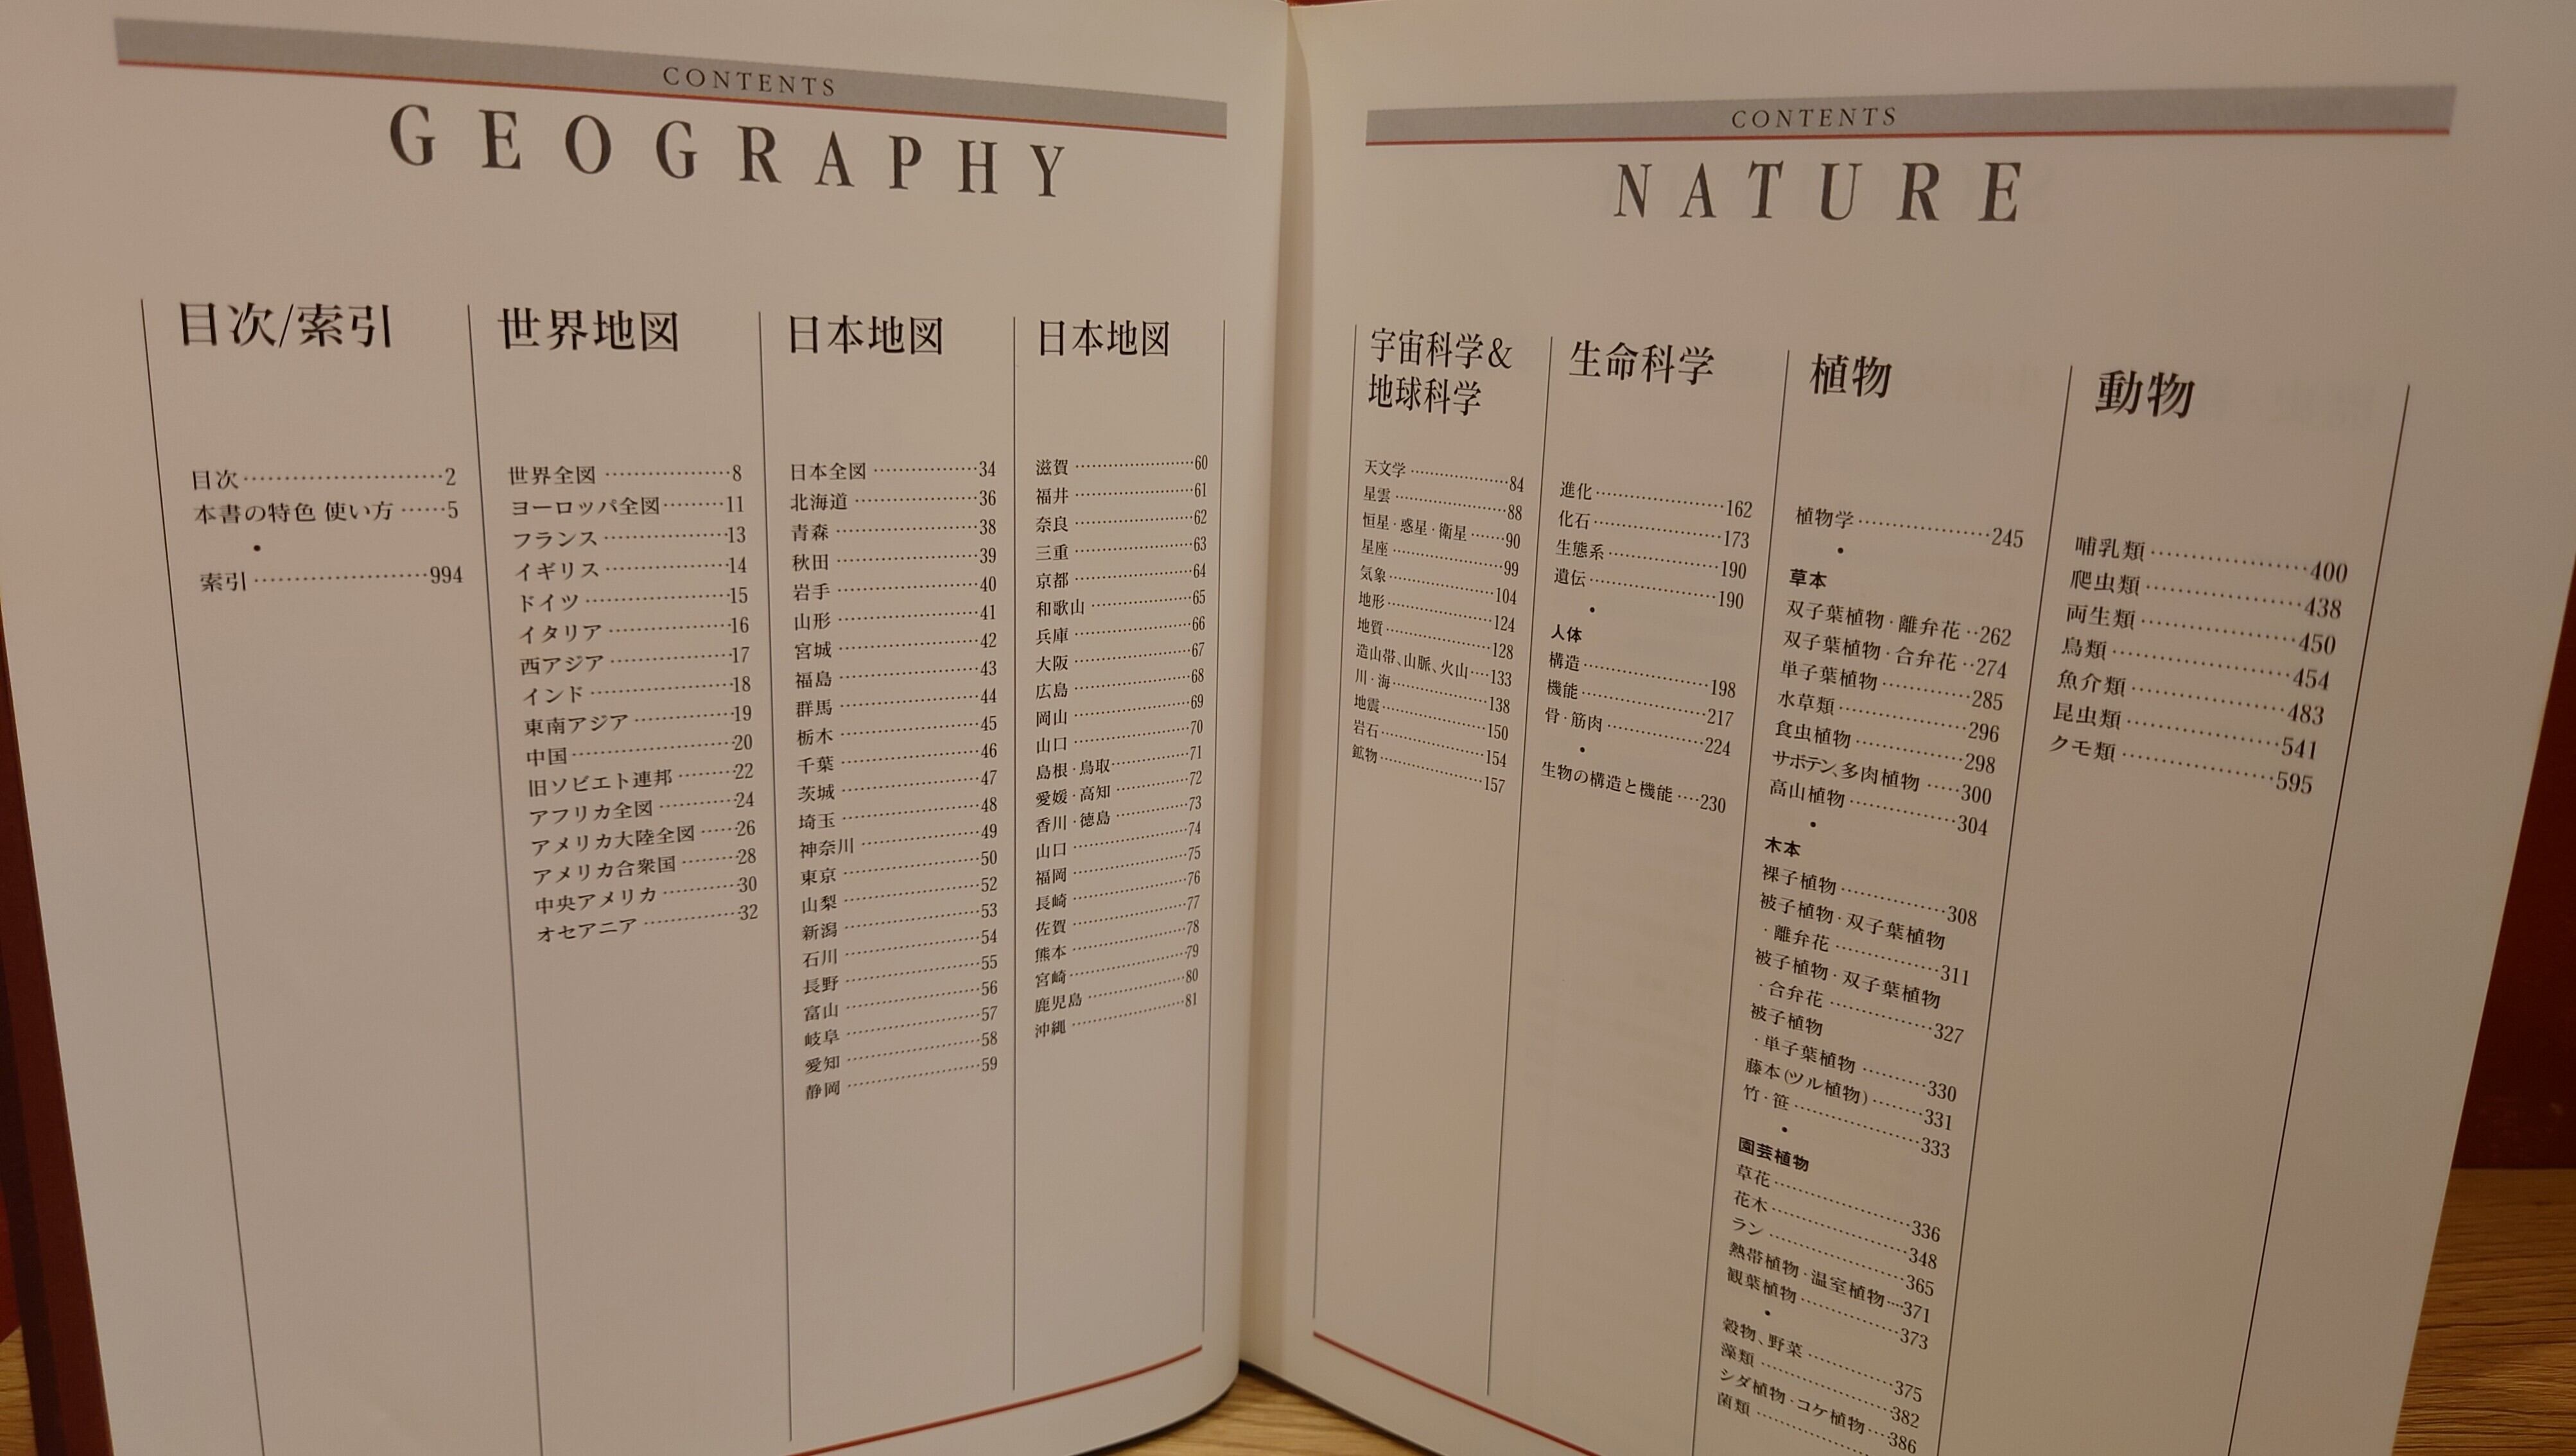 CONTENTS
GEOGRAPHY
目次/索引
目次……………………2
本書の特色 使い方……5
•
索引…………………994
世界地図
世界全図……………8
ヨーロッパ全図………11
フランス……………13
イギリス……………14
ドイツ………………15
イタリア……………16
西アジア……………17
インド………………18
東南アジア…………19
中国…………………20
旧ソビエト連邦………22
アフリカ全図…………24
アメリカ大陸全図……26
アメリカ合衆国………28
中央アメリカ…………30
オセアニア…………32
日本地図
日本全図……………34
北海道………………36
青森…………………38
秋田…………………39
岩手…………………40
山形…………………41
宮城…………………42
福島…………………43
群馬…………………44
栃木…………………45
千葉…………………46
茨城…………………47
埼玉…………………48
神奈川………………49
東京…………………50
山梨…………………52
新潟…………………53
石川…………………54
長野…………………55
富山…………………56
岐阜…………………57
愛知…………………58
静岡…………………59
日本地図
滋賀…………………60
福井…………………61
奈良…………………62
三重…………………63
京都…………………64
和歌山………………65
兵庫…………………66
大阪…………………67
広島…………………68
岡山…………………69
山口…………………70
島根・鳥取…………71
愛媛・高知…………72
香川・徳島…………73
山口…………………74
福岡…………………75
長崎…………………76
佐賀…………………77
熊本…………………78
宮崎…………………79
鹿児島………………80
沖縄…………………81
CONTENTS
NATURE
宇宙科学&
地球科学
天文学………………84
星雲…………………88
恒星・惑星・衛星……90
星座…………………99
気象…………………104
地形…………………124
地質…………………128
造山帯、山脈、火山…133
川・海………………138
地震…………………150
岩石…………………154
鉱物…………………157
生命科学
進化…………………162
化石…………………173
生態系………………190
遺伝…………………190
•
人体
構造…………………198
機能…………………217
骨・筋肉……………224
•
生物の構造と機能…230
植物
植物学………………245
•
草本
双子葉植物・離弁花‥262
双子葉植物・合弁花‥274
単子葉植物…………285
水草類………………296
食虫植物……………298
サボテン、多肉植物…300
高山植物……………304
•
木本
裸子植物……………308
被子植物・双子葉植物
・離弁花……………311
被子植物・双子葉植物
・合弁花……………327
被子植物
・単子葉植物………330
藤本(ツル植物)……331
竹・笹………………333
•
園芸植物
草花…………………336
花木…………………348
ラン…………………365
熱帯植物・温室植物…371
観葉植物……………373
•
穀物、野菜…………375
藻類…………………382
シダ植物・コケ植物…386
菌類…………………
動物
哺乳類………………400
爬虫類………………438
両生類………………450
鳥類…………………454
魚介類………………483
昆虫類………………541
クモ類………………595